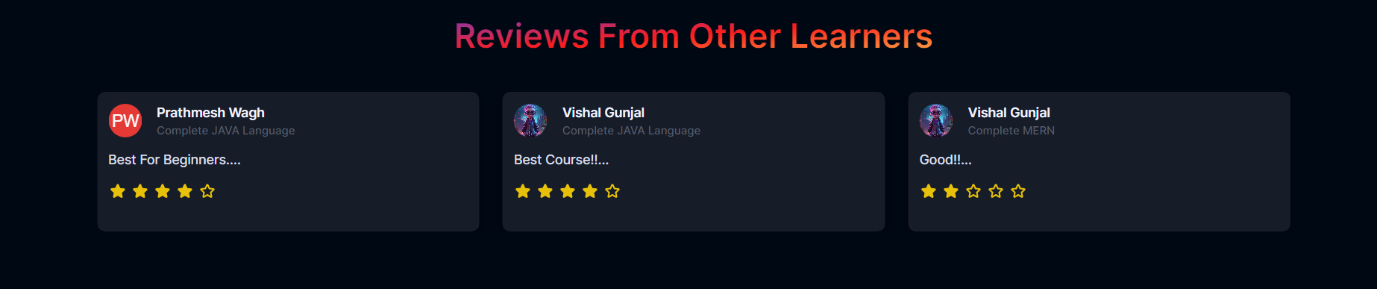 Reviews From Other Learners
PW
Prathmesh Wagh
Complete JAVA Language
Best For Beginners....
Vishal Gunjal
Complete JAVA Language
Best Course!!...
Vishal Gunjal
Complete MERN
Good!!...